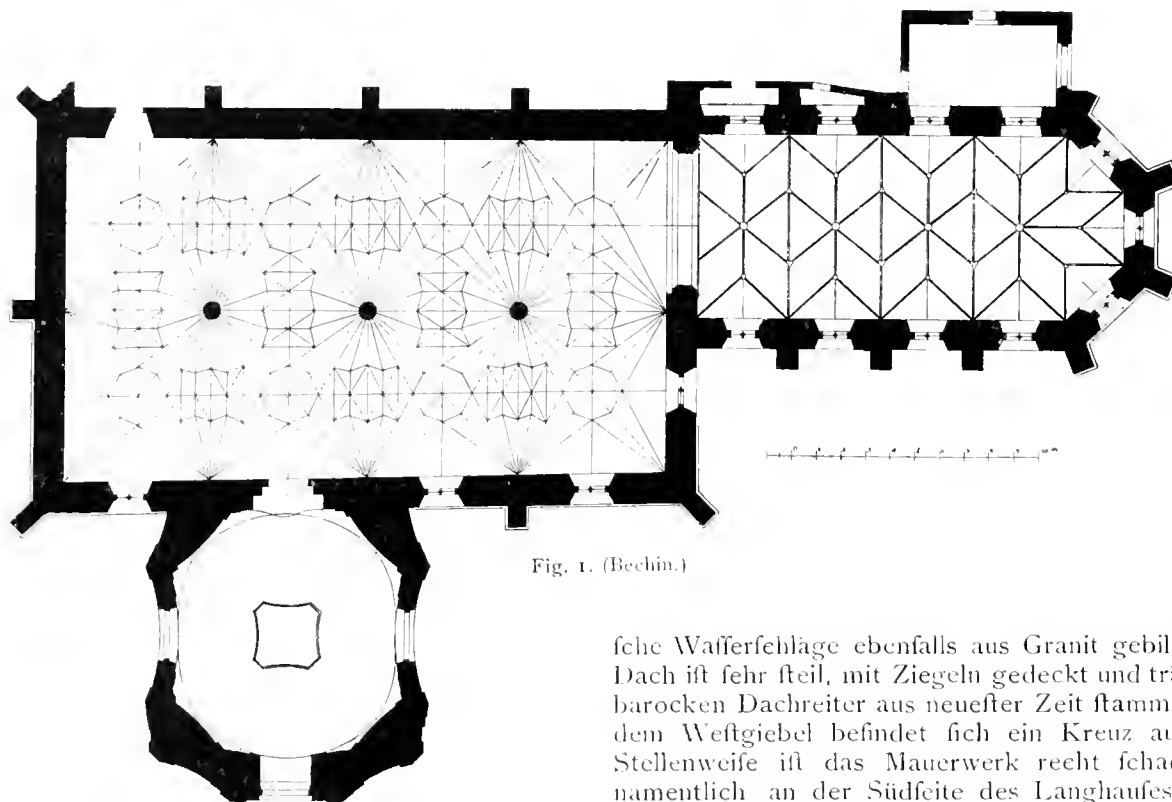 Fig. 1. (Bechin.)
ſche Waſſerſchläge ebenfalls aus Granit gebil
Dach iſt ſehr ſteil, mit Ziegeln gedeckt und trä
barocken Dachreiter aus neueſter Zeit ſtamm
dem Weſtgiebel befindet ſich ein Kreuz au
Stellenweiſe iſt das Mauerwerk recht ſcha
namentlich an der Südſeite des Langhauſes